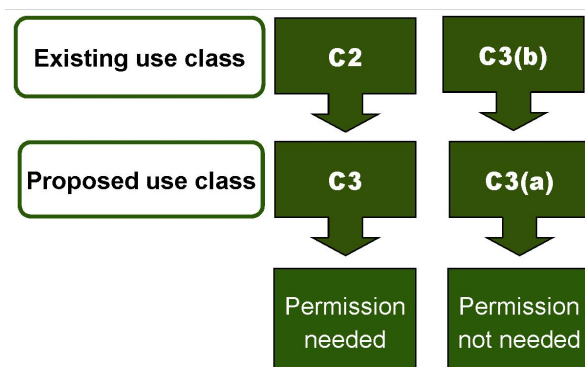 Existing use class
C2
C3(b)
Proposed use class
C3
C3(a)
Permission
needed
Permission
not needed